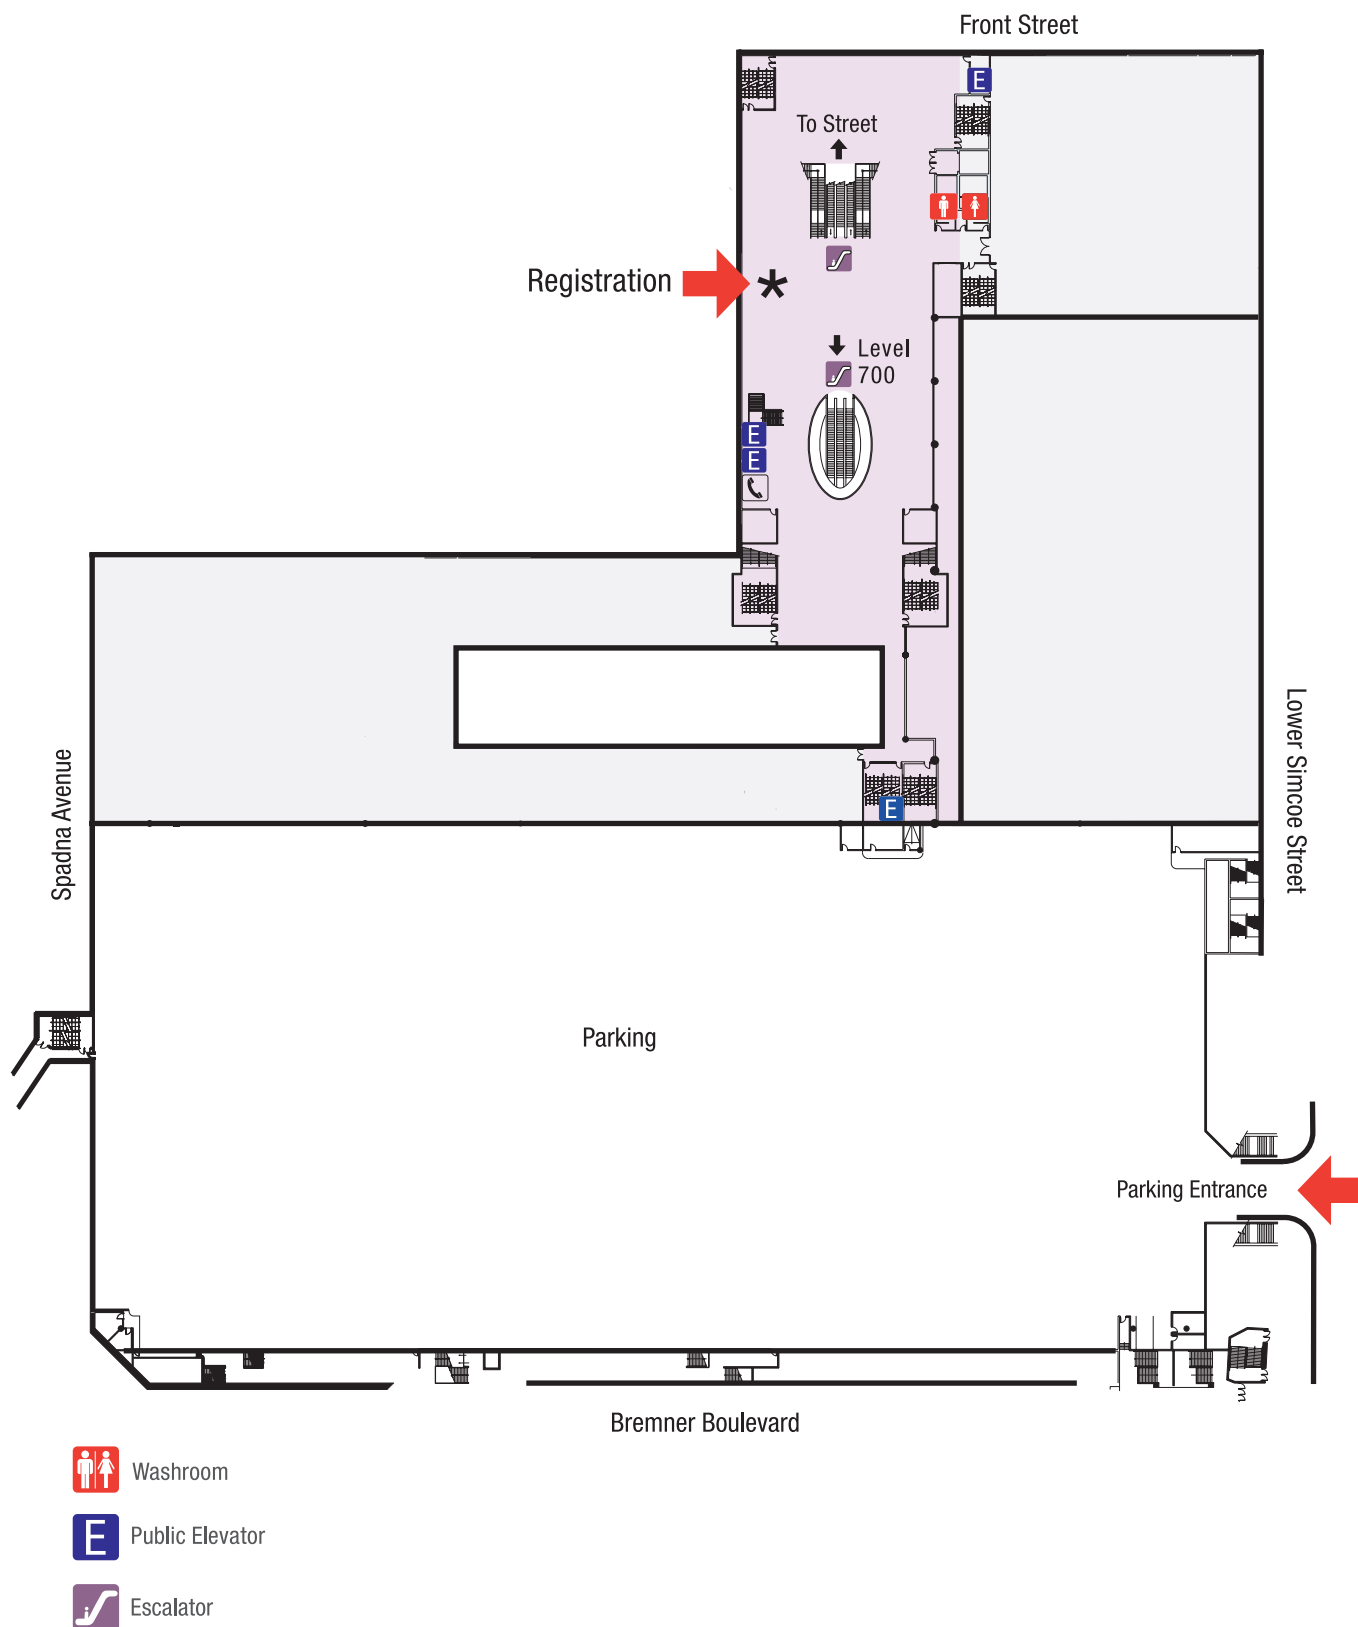 Front Street
E
To Street
Registration
*
Level
700
E
E
Lower Simcoe Street
Spadna Avenue
E
Parking
Parking Entrance
Bremner Boulevard
Washroom
E Public Elevator
Escalator